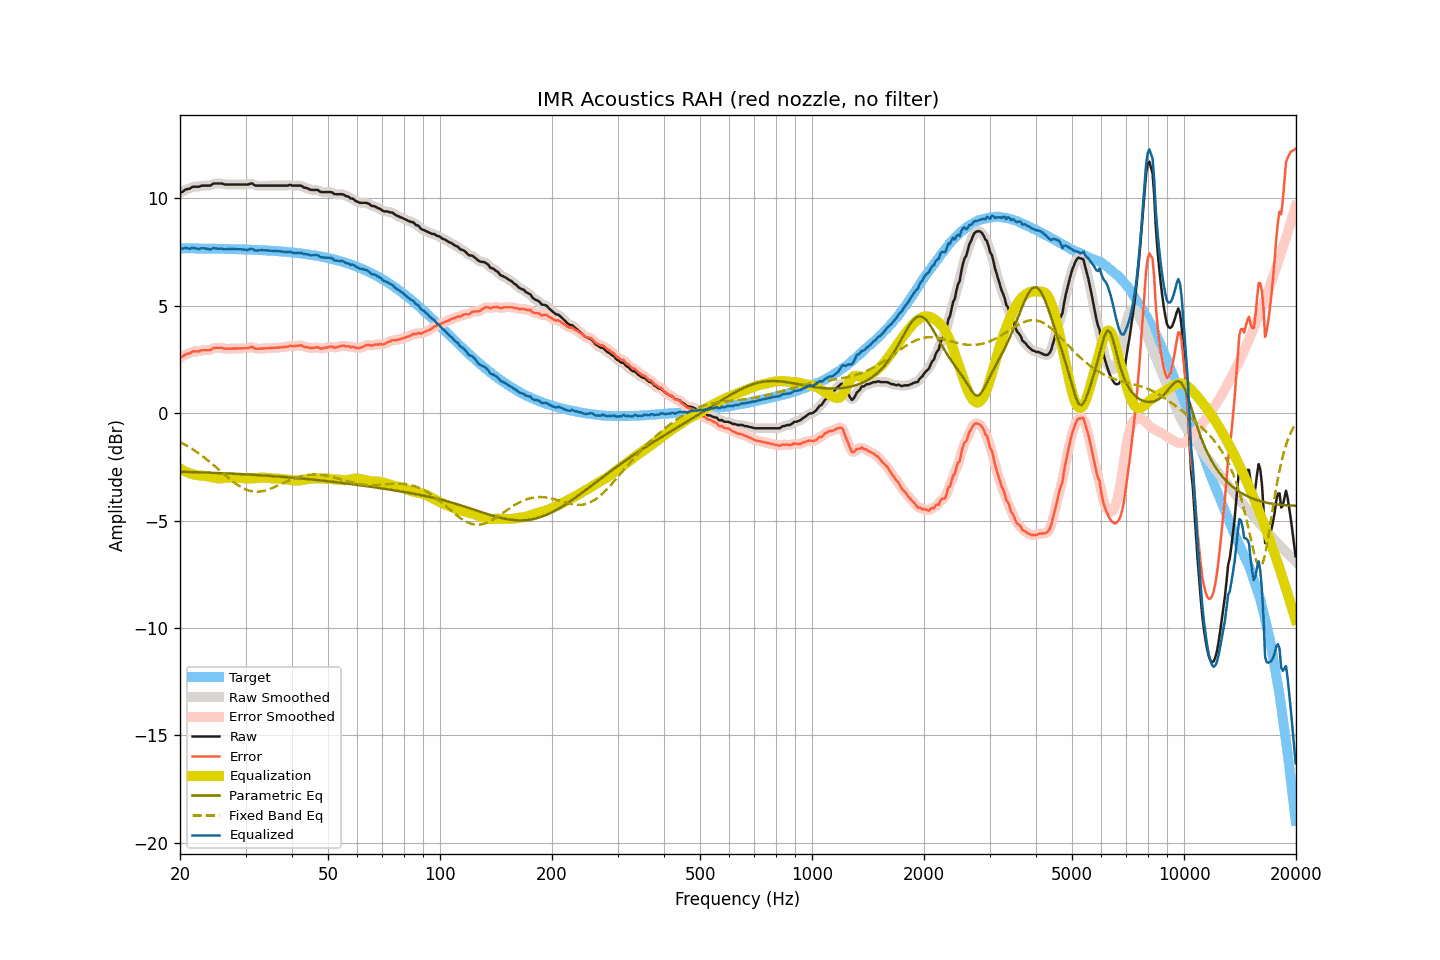 IMR Acoustics RAH (red nozzle, no filter)
Amplitude (dBr)
10
5
0
−5
−10
−15
−20
Target
Raw Smoothed
Error Smoothed
Raw
Error
Equalization
Parametric Eq
Fixed Band Eq
Equalized
20 50 100 200 500 1000 2000 5000 10000 20000
Frequency (Hz)